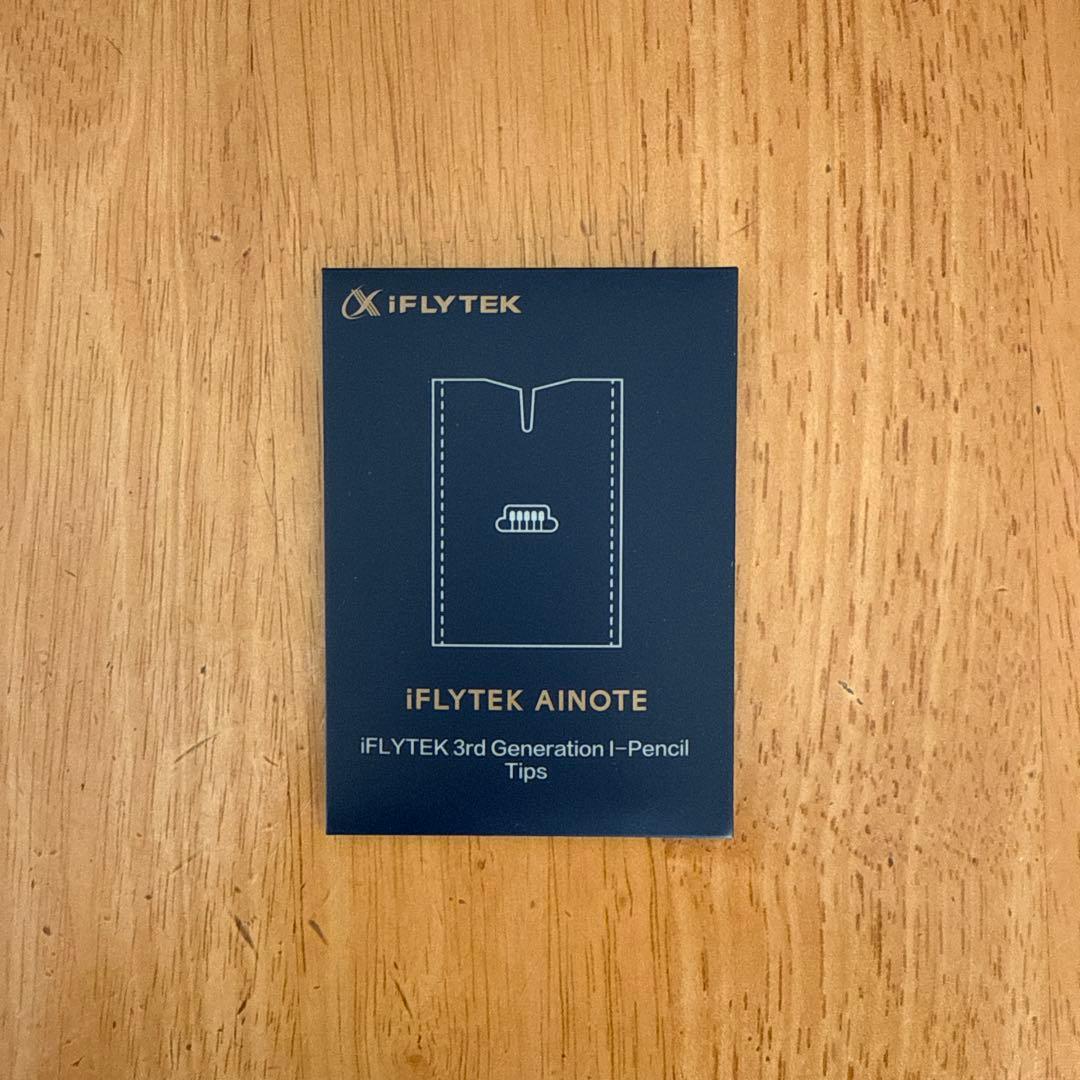 iFLYTEK
iFLYTEK AINOTE
iFLYTEK 3rd Generation I-Pencil
Tips